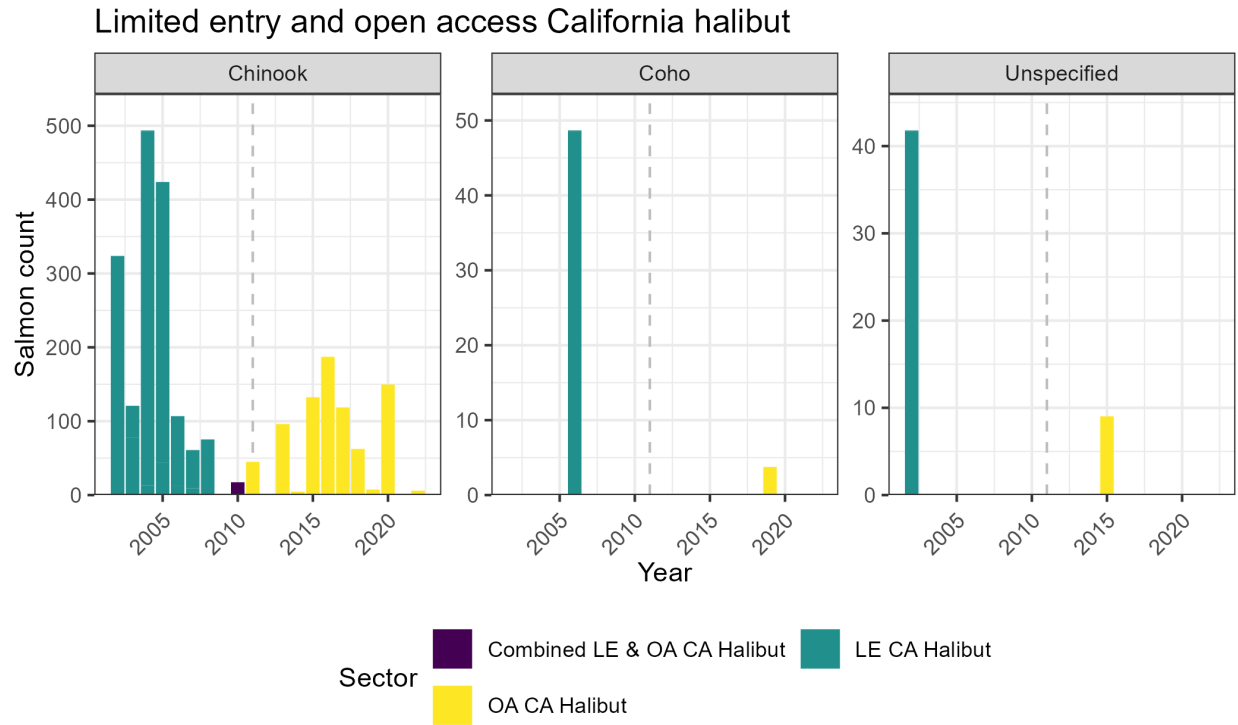 Limited entry and open access California halibut
Chinook
Coho
Unspecified
Salmon count
500
400
300
200
100
0
50
40
30
20
10
0
40
30
20
10
0
2005
2010
2015
2020
2005
2010
2015
2020
2005
2010
2015
2020
Year
Sector
Combined LE & OA CA Halibut
LE CA Halibut
OA CA Halibut